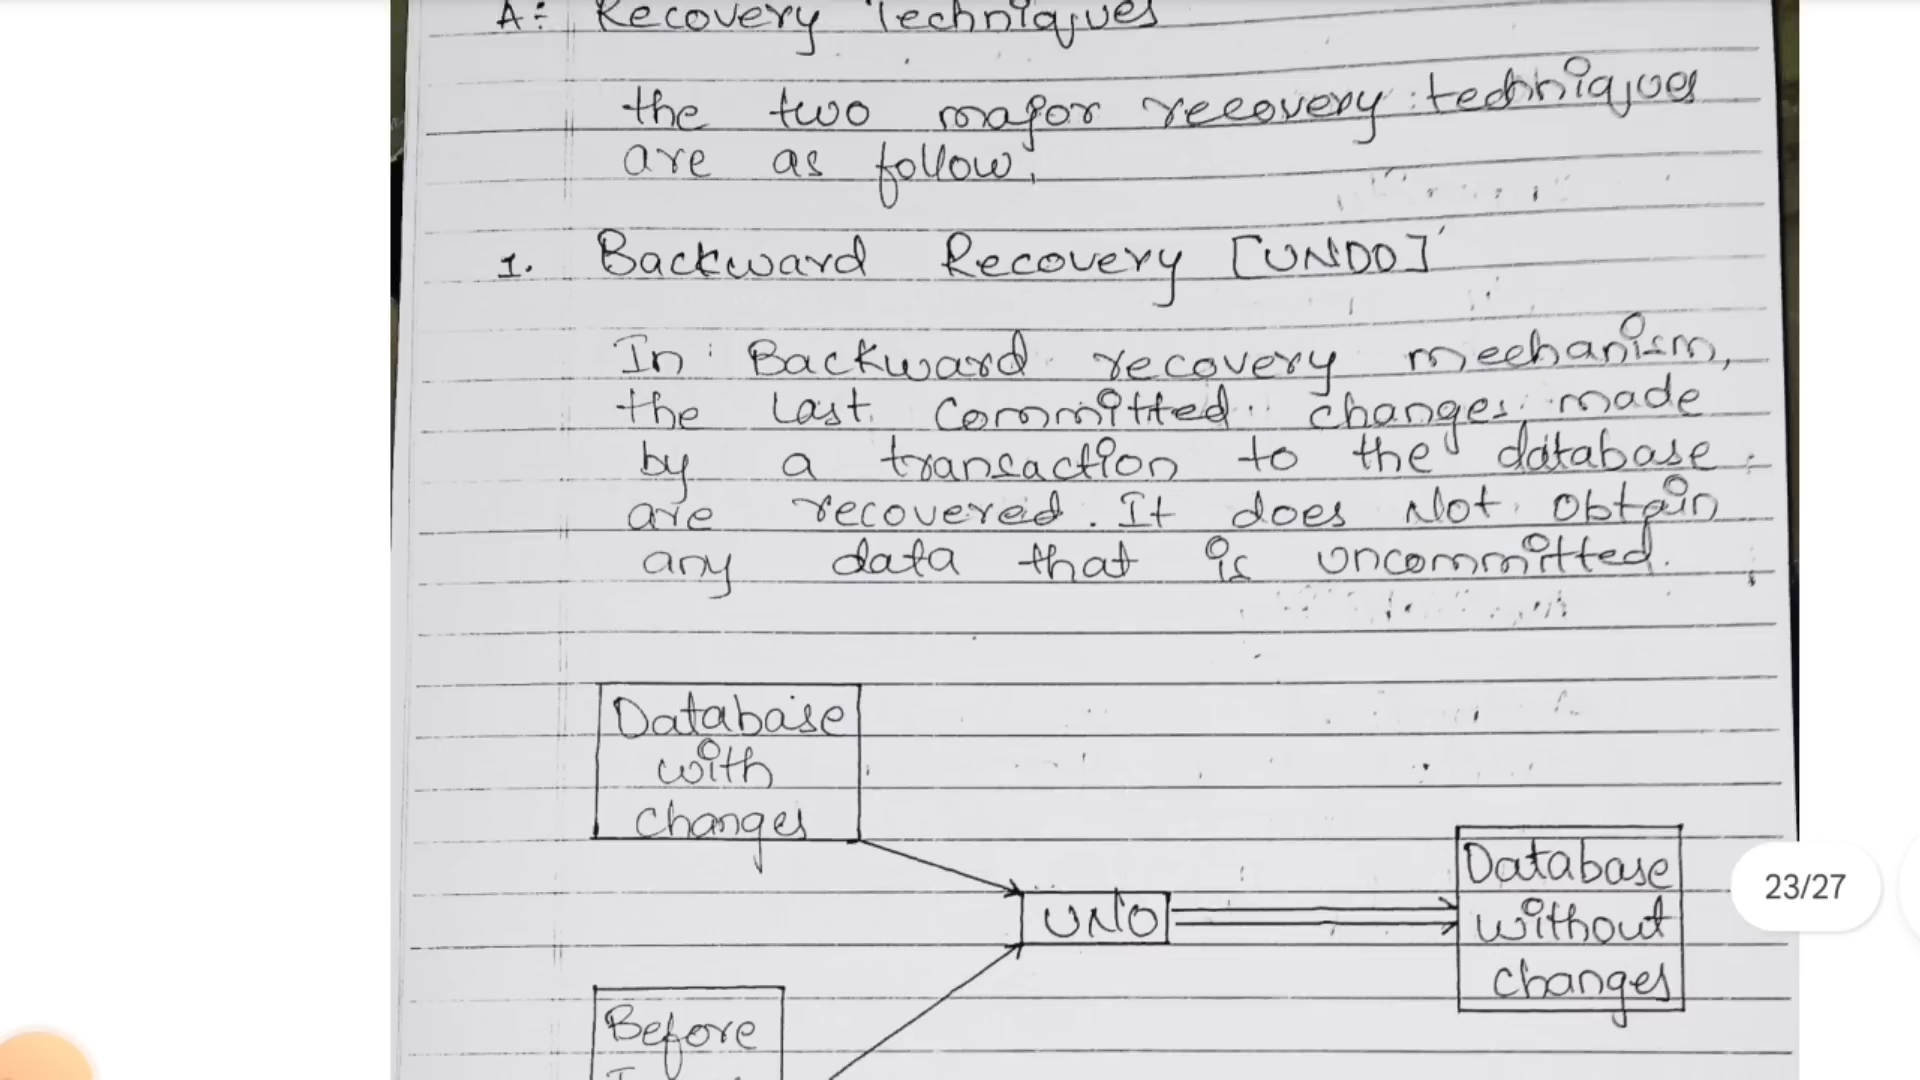 A: Recovery Techniques
the two major recovery techniques
are as follow.
1. Backward Recovery [UNDO]
In Backward recovery mechanism,
the last committed changes made
by a transaction to the database
are recovered. It does Not obtain
any data that is uncommitted.
Database
with
changes
UNO
Database
without
changes
23/27
Before